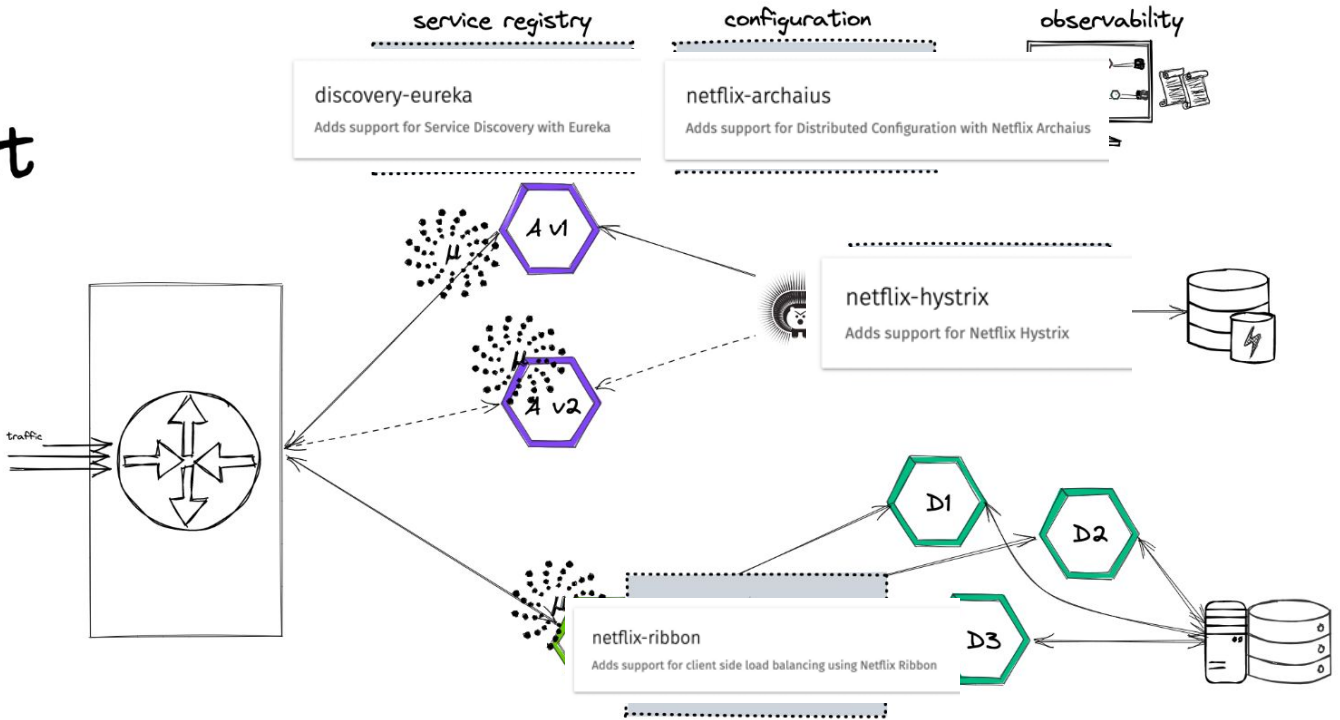 service registry
configuration
observability
discovery-eureka
Adds support for Service Discovery with Eureka
netflix-archaius
Adds support for Distributed Configuration with Netflix Archaius
t
μ
A v1
netflix-hystrix
Adds support for Netflix Hystrix
μ
A v2
traffic
D1
D2
μ
netflix-ribbon
Adds support for client side load balancing using Netflix Ribbon
D3